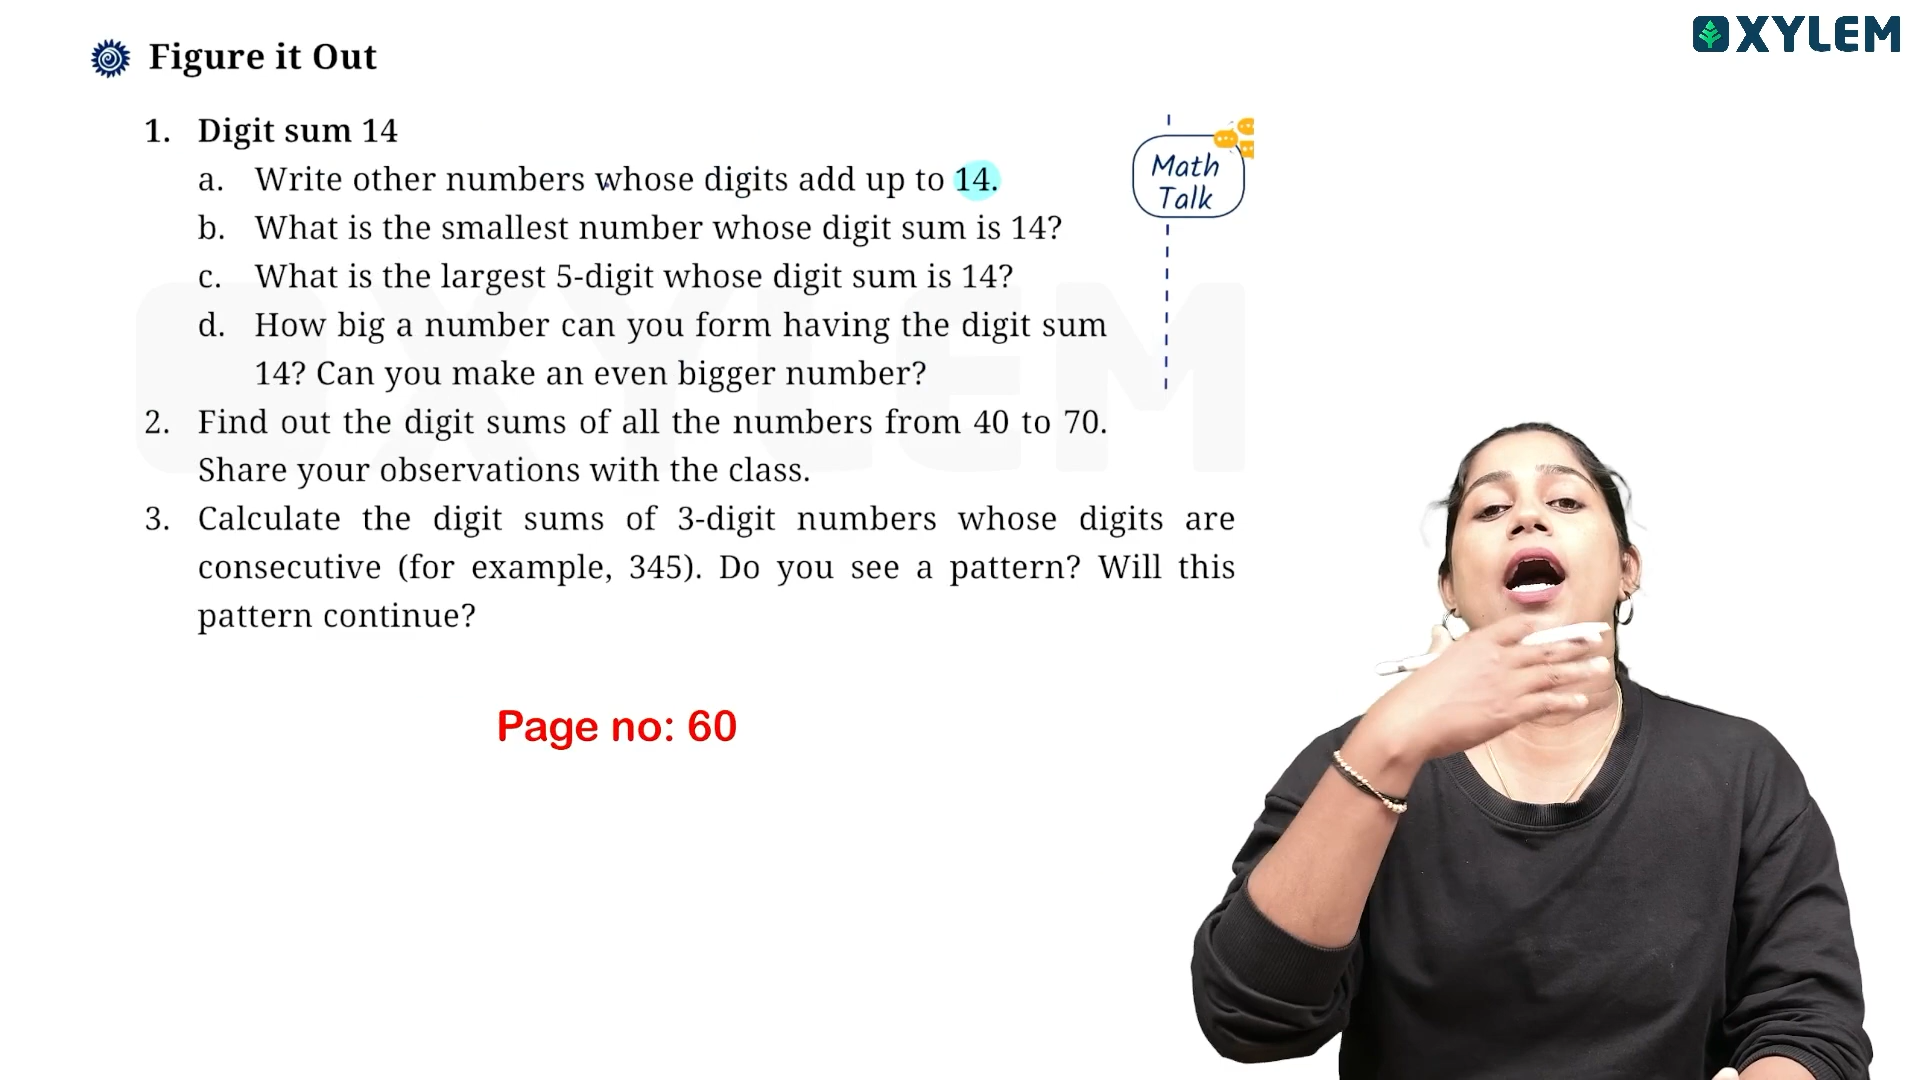 XYLEM
Figure it Out
1. Digit sum 14
a. Write other numbers whose digits add up to 14.
b. What is the smallest number whose digit sum is 14?
c. What is the largest 5-digit whose digit sum is 14?
d. How big a number can you form having the digit sum
14? Can you make an even bigger number?
Math
Talk
2. Find out the digit sums of all the numbers from 40 to 70.
Share your observations with the class.
3. Calculate the digit sums of 3-digit numbers whose digits are
consecutive (for example, 345). Do you see a pattern? Will this
pattern continue?
Page no: 60
XYLEM